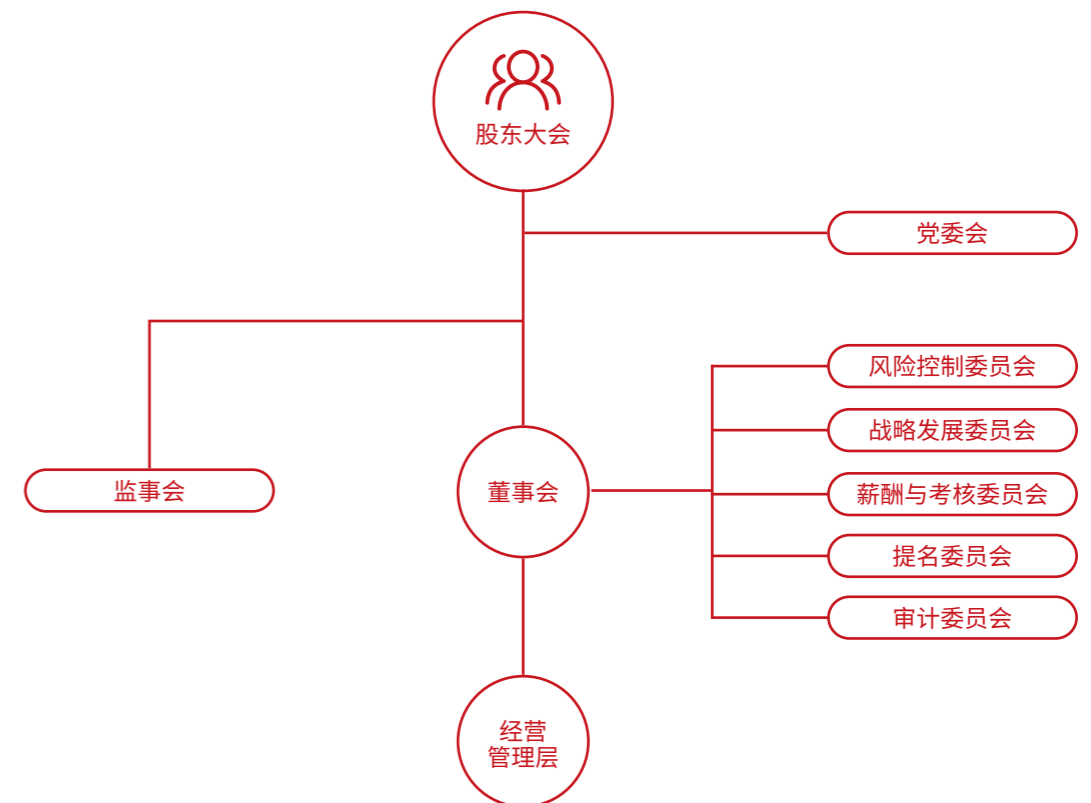 股东大会
党委会
风险控制委员会
战略发展委员会
监事会
董事会
薪酬与考核委员会
提名委员会
审计委员会
经营
管理层